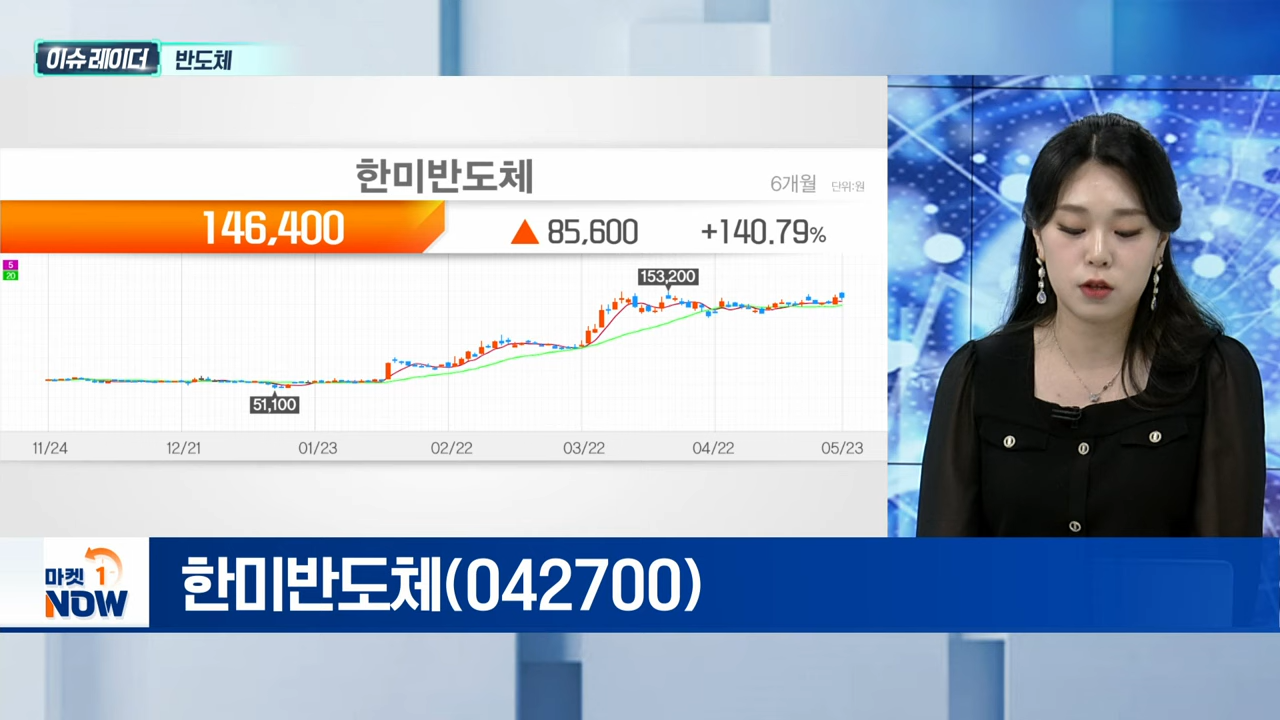 이슈 레이더 반도체
한미반도체
6개월 단위:원
146,400 ▲ 85,600 +140.79%
5
20
153,200
51,100
11/24 12/21 01/23 02/22 03/22 04/22 05/23
마켓 1
NOW
한미반도체(042700)